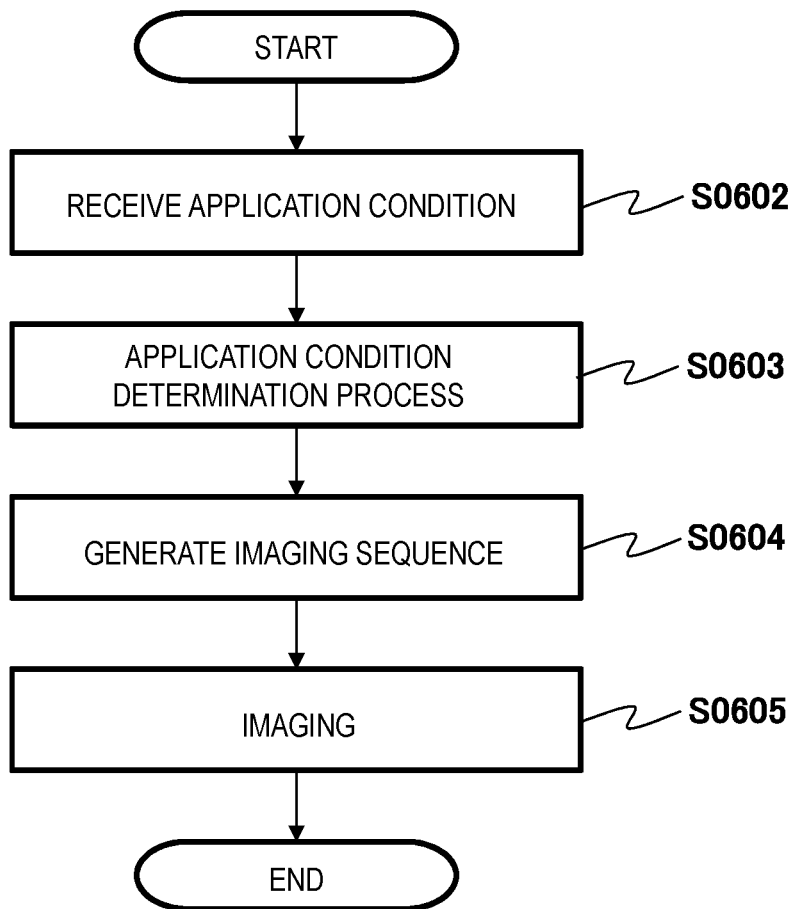 START
RECEIVE APPLICATION CONDITION
S0602
APPLICATION CONDITION
DETERMINATION PROCESS
S0603
GENERATE IMAGING SEQUENCE
S0604
IMAGING
S0605
END